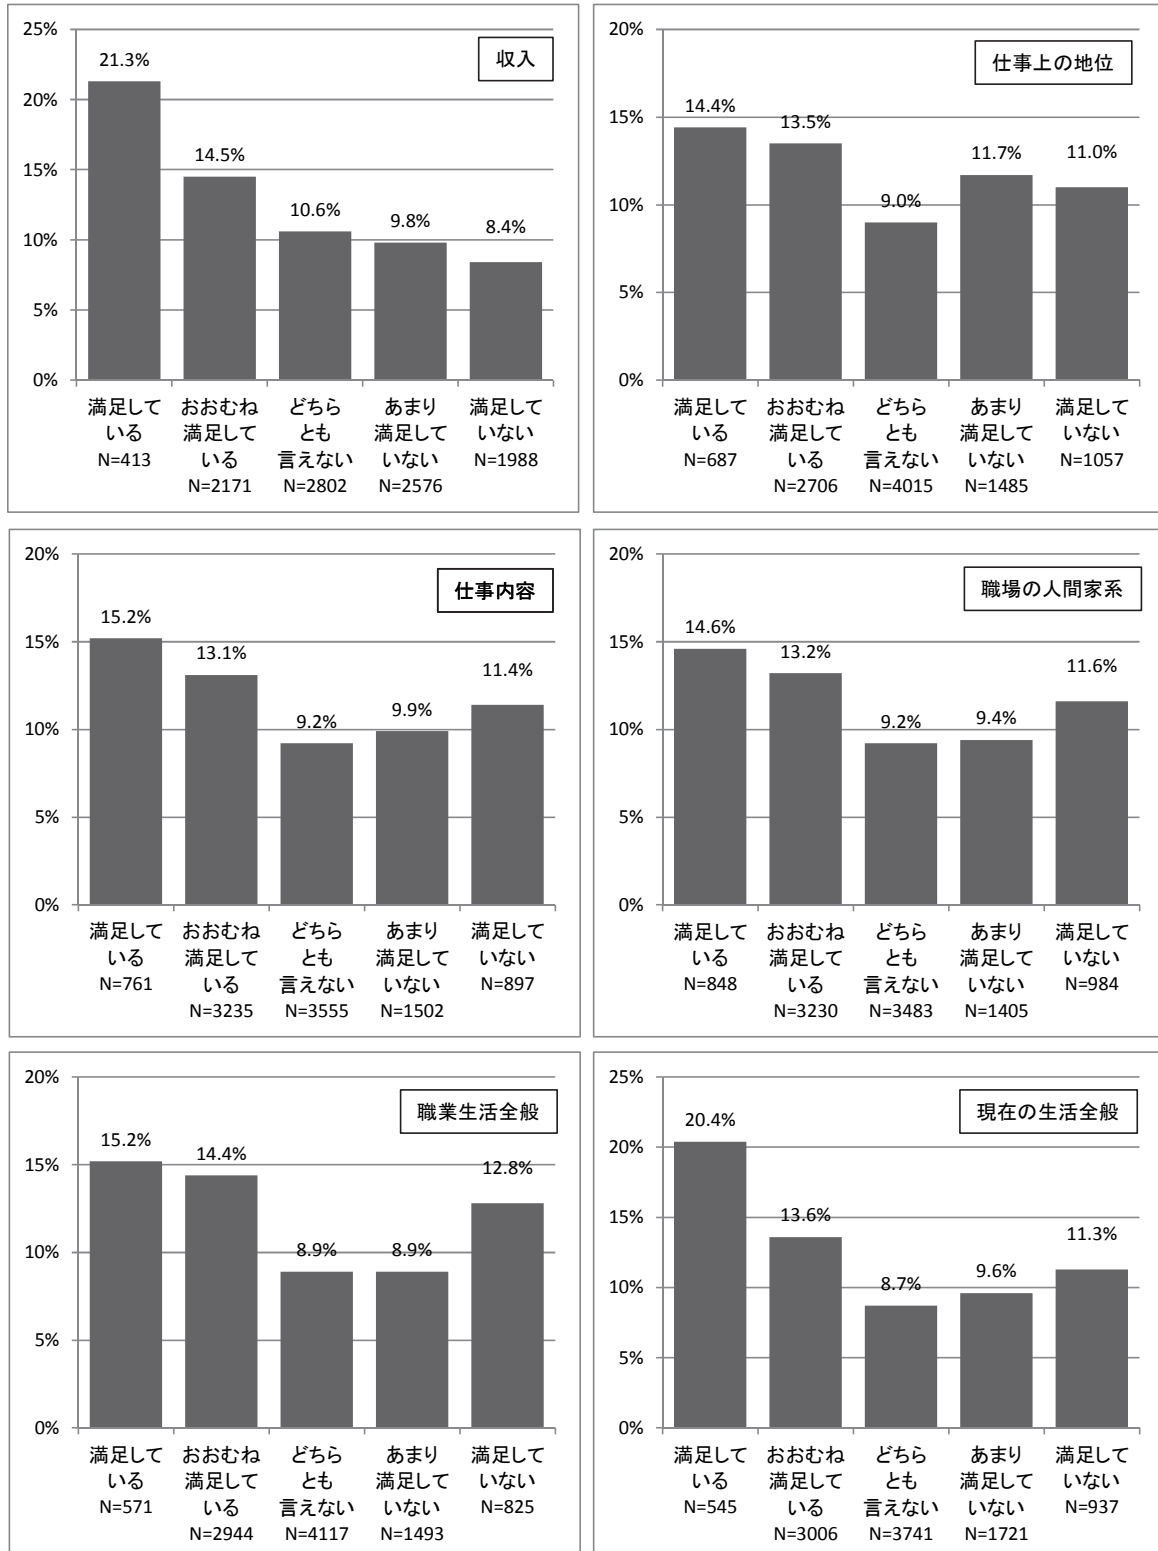 収入
25%
20%
15%
10%
5%
0%
21.3%
14.5%
10.6%
9.8%
8.4%
満足して
いる
N=413
おおむね
満足して
いる
N=2171
どちら
とも
言えない
N=2802
あまり
満足して
いない
N=2576
満足して
いない
N=1988
仕事上の地位
20%
15%
10%
5%
0%
14.4%
13.5%
9.0%
11.7%
11.0%
満足して
いる
N=687
おおむね
満足して
いる
N=2706
どちら
とも
言えない
N=4015
あまり
満足して
いない
N=1485
満足して
いない
N=1057
仕事内容
20%
15%
10%
5%
0%
15.2%
13.1%
9.2%
9.9%
11.4%
満足して
いる
N=761
おおむね
満足して
いる
N=3235
どちら
とも
言えない
N=3555
あまり
満足して
いない
N=1502
満足して
いない
N=897
職場の人間家系
20%
15%
10%
5%
0%
14.6%
13.2%
9.2%
9.4%
11.6%
満足して
いる
N=848
おおむね
満足して
いる
N=3230
どちら
とも
言えない
N=3483
あまり
満足して
いない
N=1405
満足して
いない
N=984
職業生活全般
20%
15%
10%
5%
0%
15.2%
14.4%
8.9%
8.9%
12.8%
満足して
いる
N=571
おおむね
満足して
いる
N=2944
どちら
とも
言えない
N=4117
あまり
満足して
いない
N=1493
満足して
いない
N=825
現在の生活全般
25%
20%
15%
10%
5%
0%
20.4%
13.6%
8.7%
9.6%
11.3%
満足して
いる
N=545
おおむね
満足して
いる
N=3006
どちら
とも
言えない
N=3741
あまり
満足して
いない
N=1721
満足して
いない
N=937